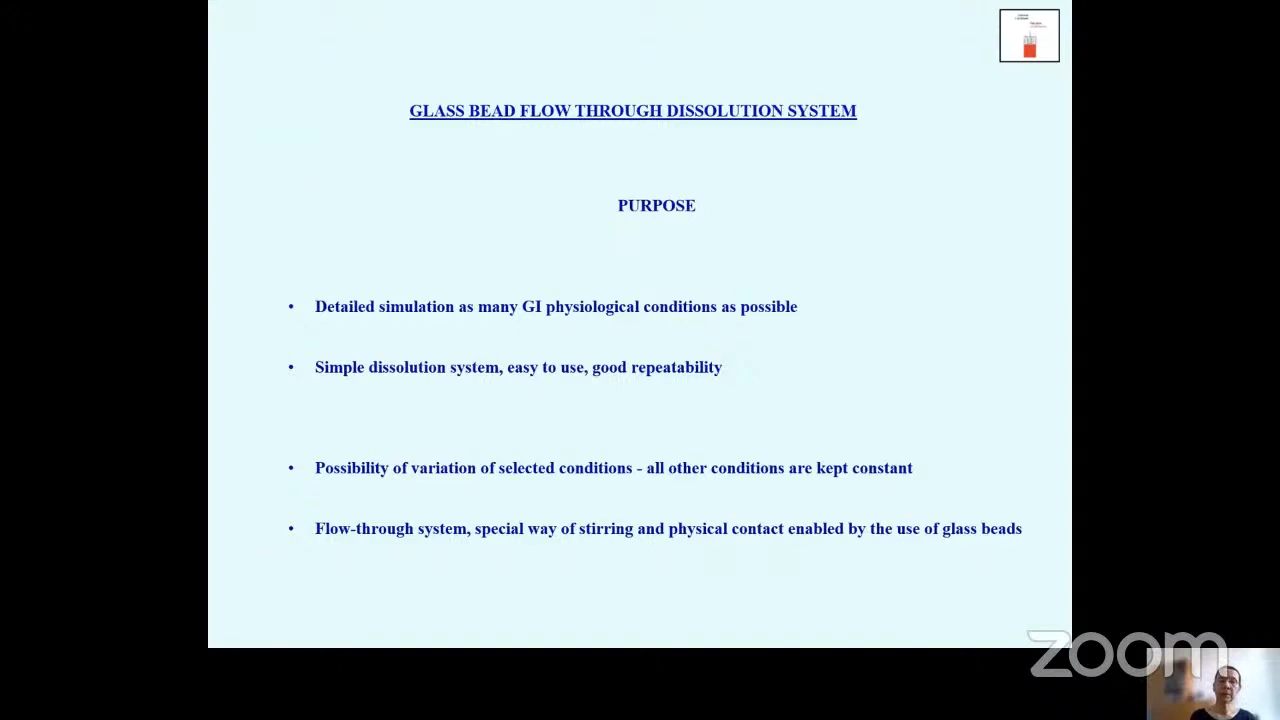 GLASS BEAD FLOW THROUGH DISSOLUTION SYSTEM
PURPOSE
• Detailed simulation as many GI physiological conditions as possible
• Simple dissolution system, easy to use, good repeatability
• Possibility of variation of selected conditions - all other conditions are kept constant
• Flow-through system, special way of stirring and physical contact enabled by the use of glass beads
zoom